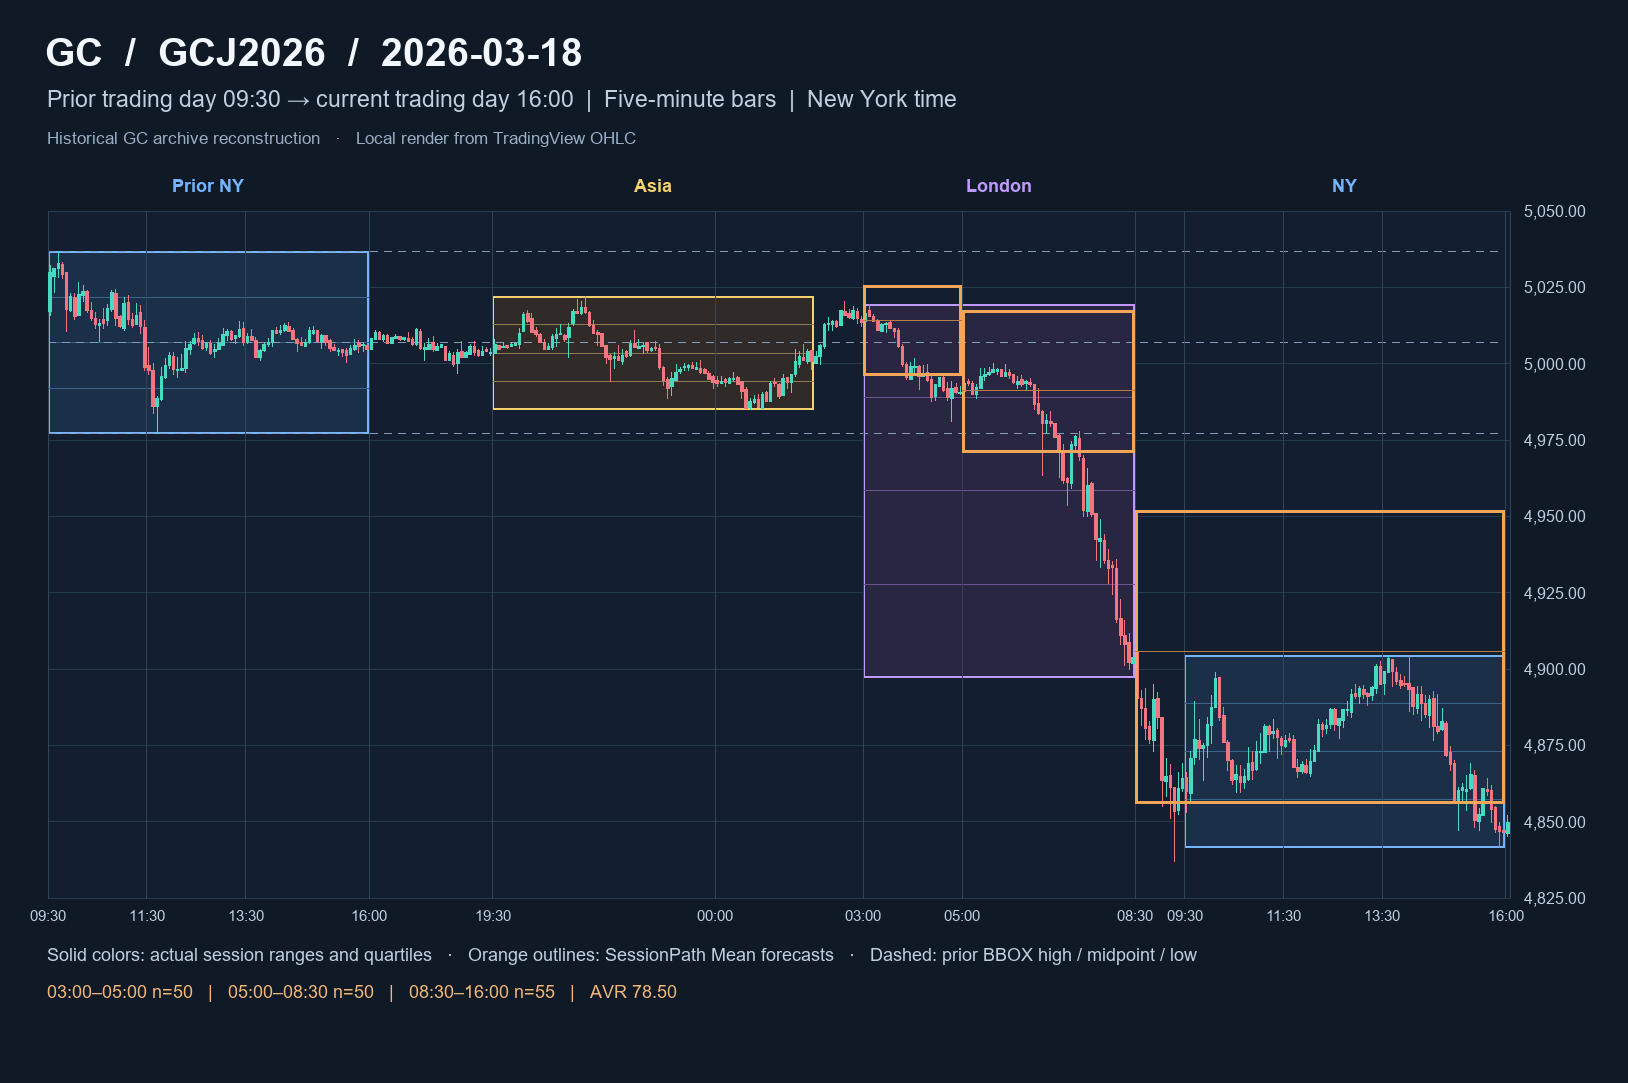 GC / GCJ2026 / 2026-03-18
Prior trading day 09:30 → current trading day 16:00 | Five-minute bars | New York time
Historical GC archive reconstruction · Local render from TradingView OHLC
Prior NY Asia London NY
5,050.00
5,025.00
5,000.00
4,975.00
4,950.00
4,925.00
4,900.00
4,875.00
4,850.00
4,825.00
09:30 11:30 13:30 16:00 19:30 00:00 03:00 05:00 08:30 09:30 11:30 13:30 16:00
Solid colors: actual session ranges and quartiles · Orange outlines: SessionPath Mean forecasts · Dashed: prior BBOX high / midpoint / low
03:00–05:00 n=50 | 05:00–08:30 n=50 | 08:30–16:00 n=55 | AVR 78.50